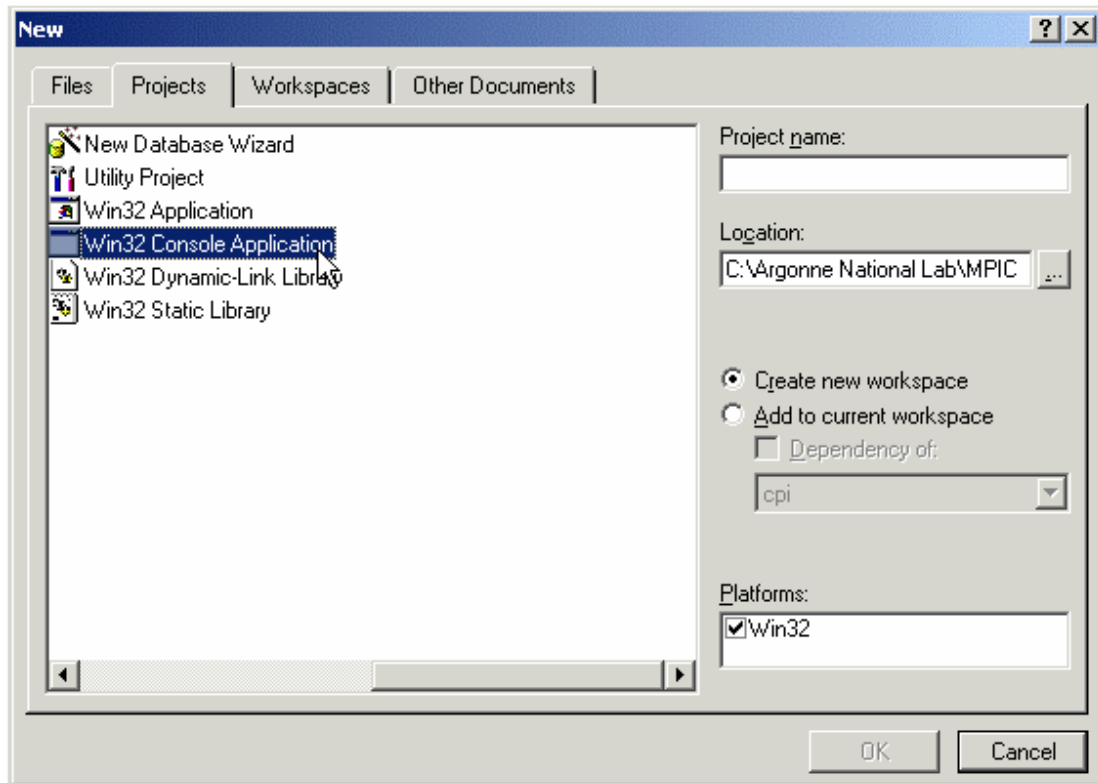 New
Files
Projects
Workspaces
Other Documents
New Database Wizard
Utility Project
Win32 Application
Win32 Console Application
Win32 Dynamic-Link Library
Win32 Static Library
Project name:
Location:
C:\Argonne National Lab\MPIC
...
Create new workspace
Add to current workspace
Dependency of:
cpi
Platforms:
Win32
OK
Cancel